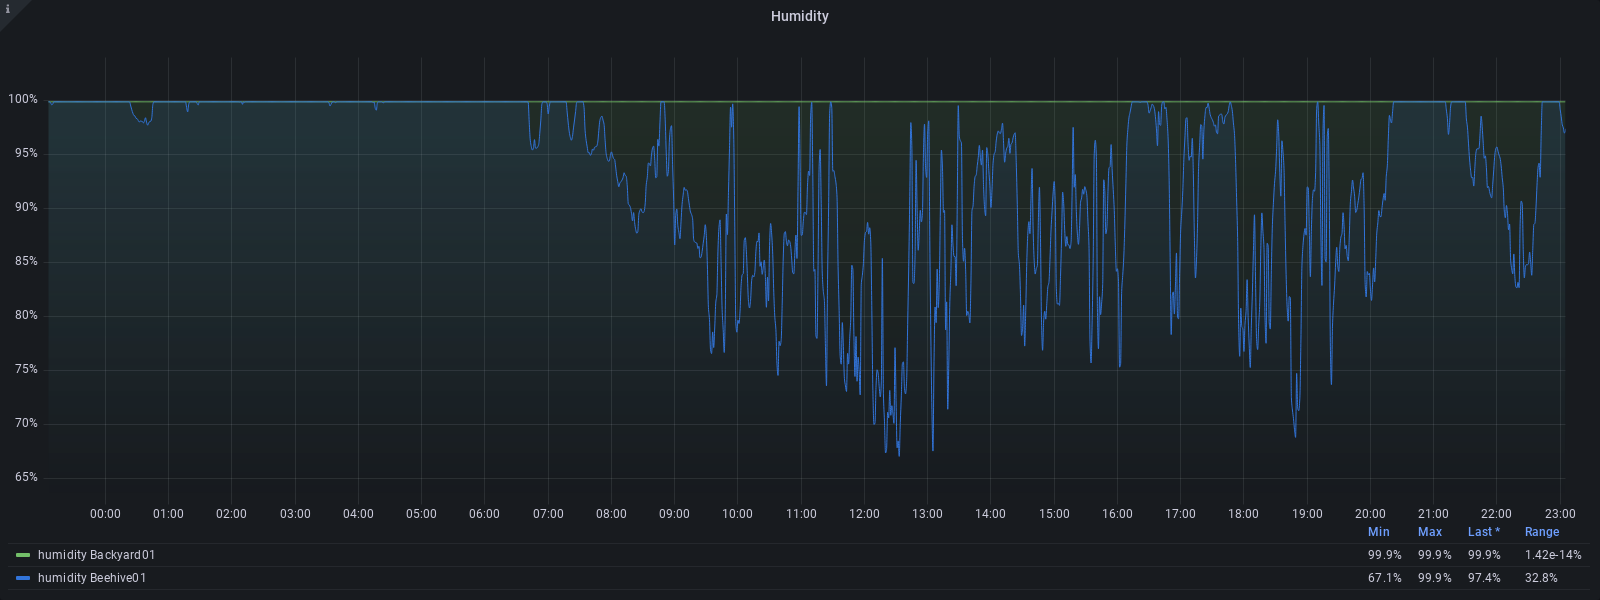 i
Humidity
100%
95%
90%
85%
80%
75%
70%
65%
00:00 01:00 02:00 03:00 04:00 05:00 06:00 07:00 08:00 09:00 10:00 11:00 12:00 13:00 14:00 15:00 16:00 17:00 18:00 19:00 20:00 21:00 22:00 23:00
Min Max Last * Range
humidity Backyard01 99.9% 99.9% 99.9% 1.42e-14%
humidity Beehive01 67.1% 99.9% 97.4% 32.8%